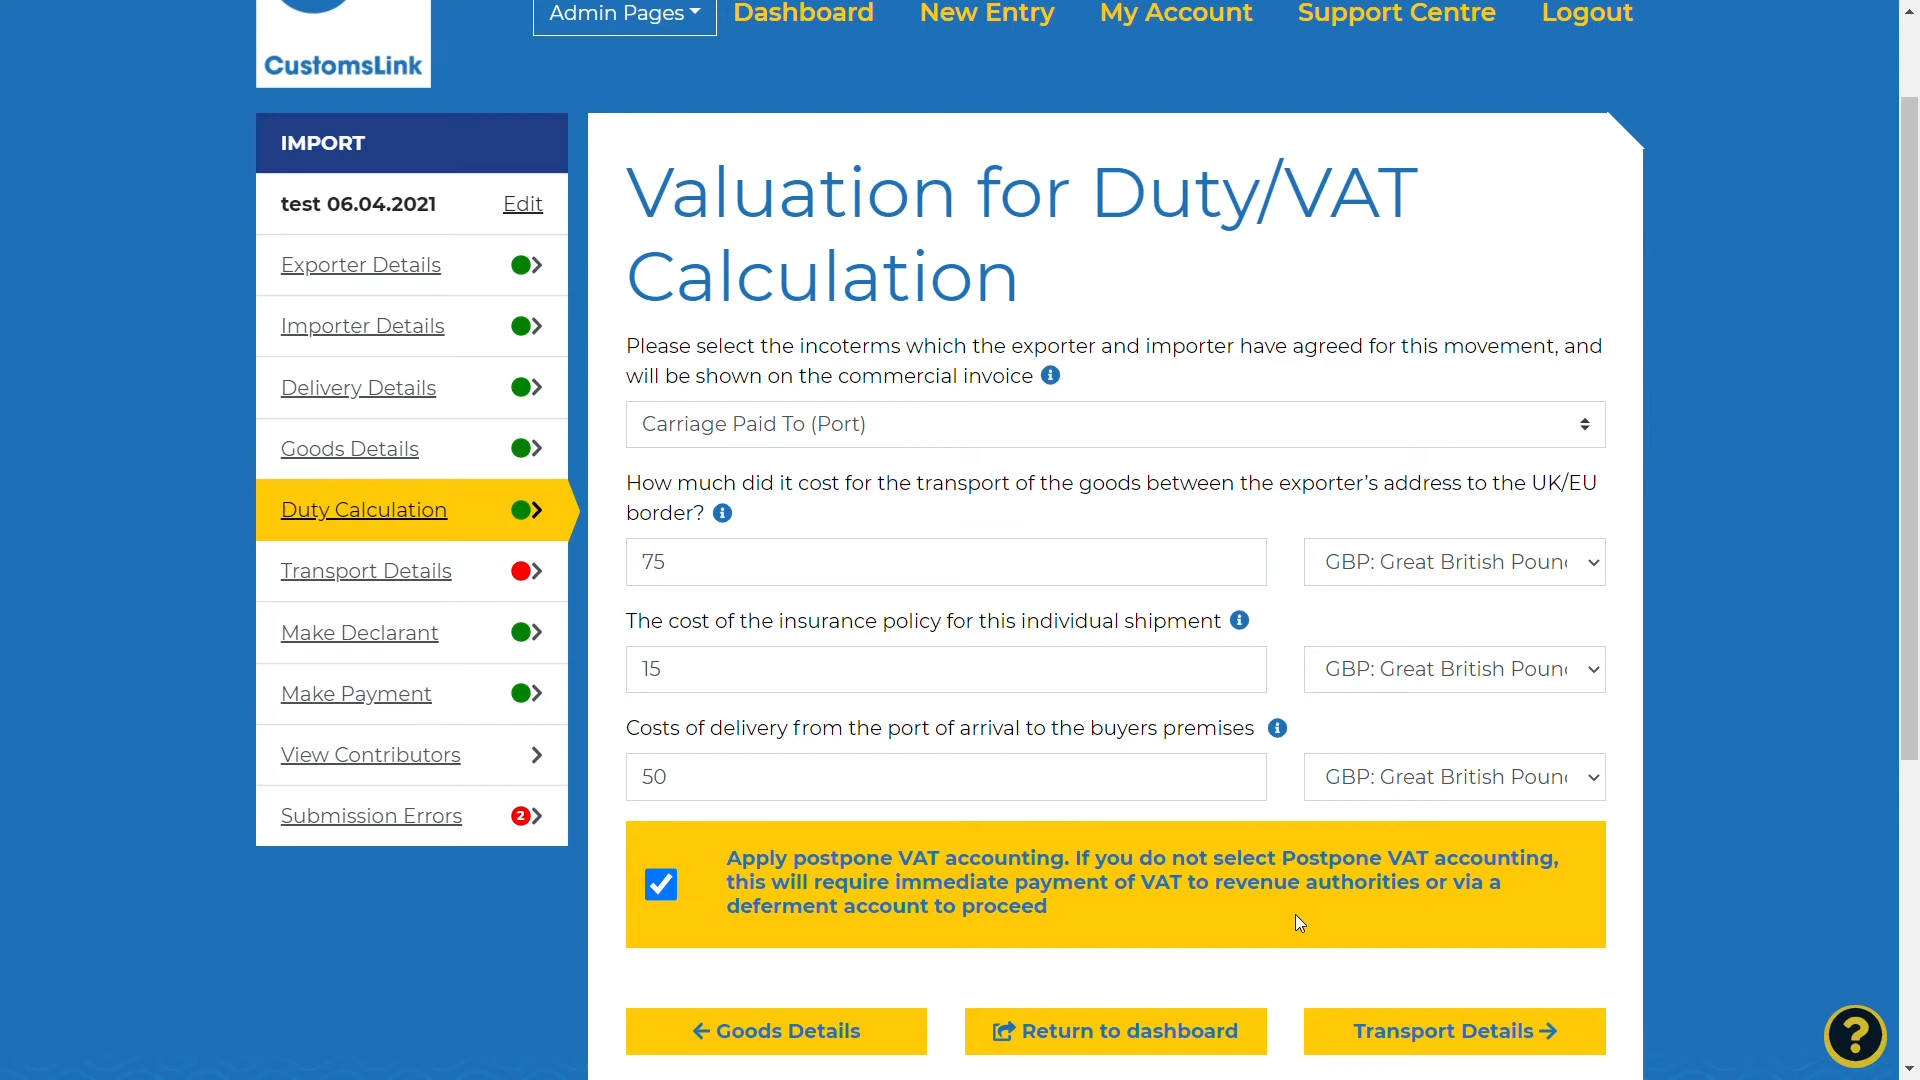 Admin Pages
Dashboard
New Entry
My Account
Support Centre
Logout
CustomsLink
IMPORT
test 06.04.2021 Edit
Exporter Details
Importer Details
Delivery Details
Goods Details
Duty Calculation
Transport Details
Make Declarant
Make Payment
View Contributors
Submission Errors 2
Valuation for Duty/VAT
Calculation
Please select the incoterms which the exporter and importer have agreed for this movement, and
will be shown on the commercial invoice
Carriage Paid To (Port)
How much did it cost for the transport of the goods between the exporter's address to the UK/EU
border?
75
GBP: Great British Poun
The cost of the insurance policy for this individual shipment
15
GBP: Great British Poun
Costs of delivery from the port of arrival to the buyers premises
50
GBP: Great British Poun
Apply postpone VAT accounting. If you do not select Postpone VAT accounting,
this will require immediate payment of VAT to revenue authorities or via a
deferment account to proceed
← Goods Details
Return to dashboard
Transport Details →
?